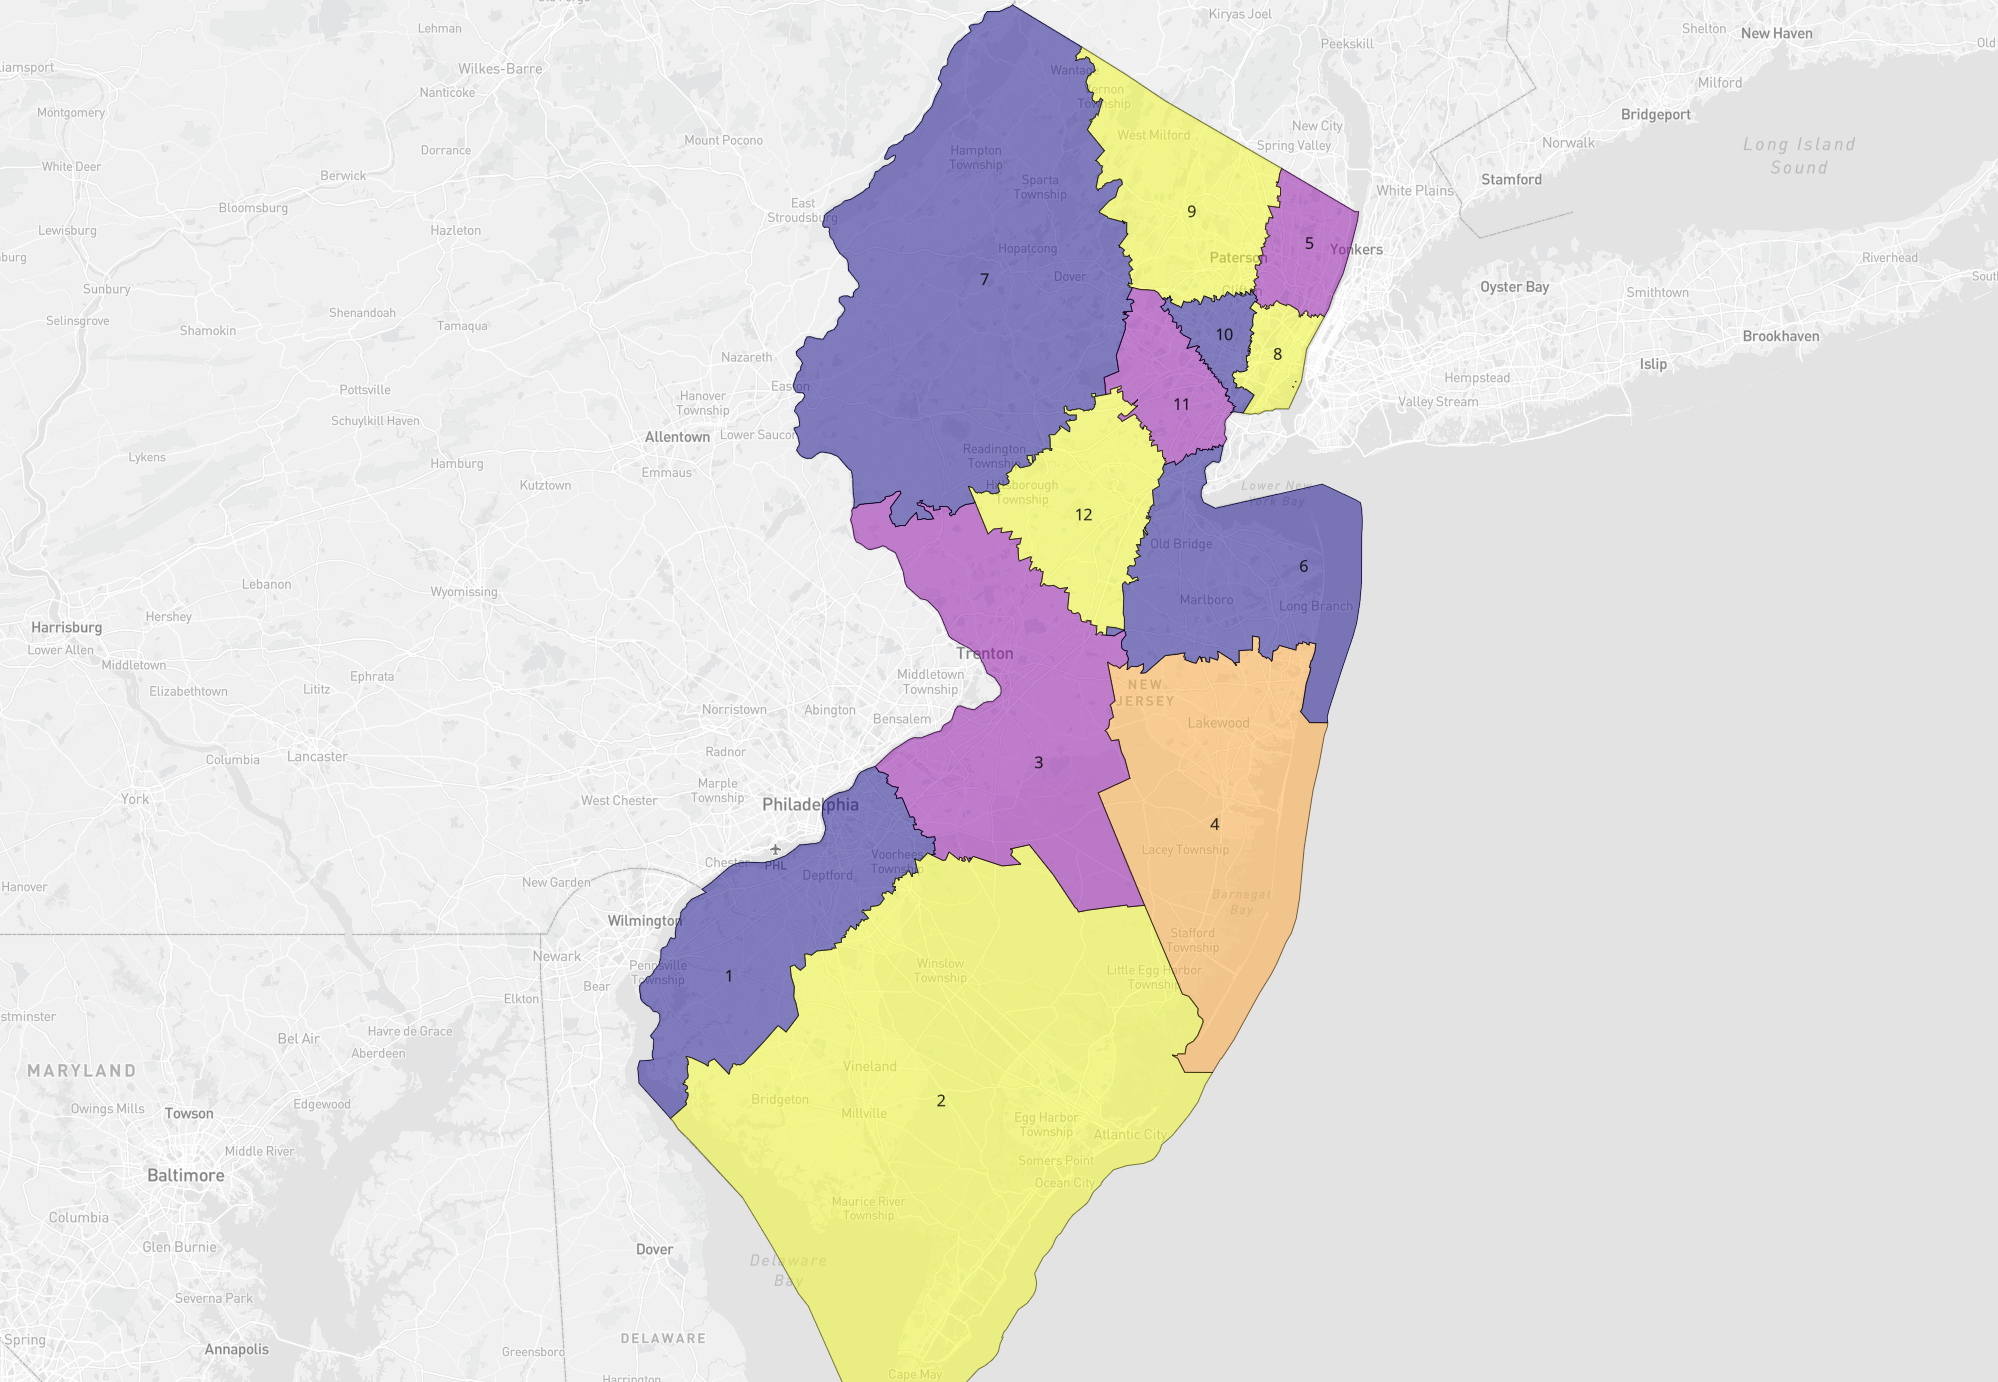 Lehman
Kiryas Joel
Peekskill
Shelton
New Haven
Wilkes-Barre
Nanticoke
Montgomery
Wantage
Milford
Bridgeport
New City
Spring Valley
Norwalk
Long Island
Sound
White Deer
Berwick
Dorrance
Mount Pocono
West Milford
Hampton
Township
Sparta
Township
White Plains
Stamford
Bloomsburg
East
Stroudsburg
9
Lewisburg
Hazleton
Hopatcong
5
Yonkers
Paterson
Riverhead
Sunbury
7
Dover
Oyster Bay
Smithtown
Selinsgrove
Shenandoah
Shamokin
Tamaqua
10
Brookhaven
Nazareth
8
Islip
Pottsville
Easton
Hempstead
Hanover
Township
11
Valley Stream
Schuylkill Haven
Allentown
Lower Saucon
Lykens
Hamburg
Emmaus
Readington
Township
Kutztown
Hillsborough
Township
Lower New
York Bay
12
Old Bridge
6
Lebanon
Wyomissing
Marlboro
Long Branch
Hershey
Harrisburg
Lower Allen
Trenton
Middletown
Ephrata
Middletown
Township
NEW
JERSEY
Elizabethtown
Lititz
Norristown
Abington
Bensalem
Lakewood
Radnor
Lancaster
Columbia
3
Marple
Township
York
West Chester
Philadelphia
4
Lacey Township
Chester
PHL
Voorhees
Township
Deptford
Hanover
New Garden
Barnegat
Bay
Wilmington
Stafford
Township
Newark
Pennsville
Township
Winslow
Township
Little Egg Harbor
Township
1
Bear
Elkton
Bel Air
Havre de Grace
Aberdeen
MARYLAND
Vineland
Bridgeton
2
Millville
Owings Mills
Towson
Edgewood
Egg Harbor
Township
Atlantic City
Middle River
Baltimore
Somers Point
Ocean City
Maurice River
Township
Columbia
Glen Burnie
Dover
Delaware
Bay
Severna Park
DELAWARE
Annapolis
Greensboro
Harrington
Cape May